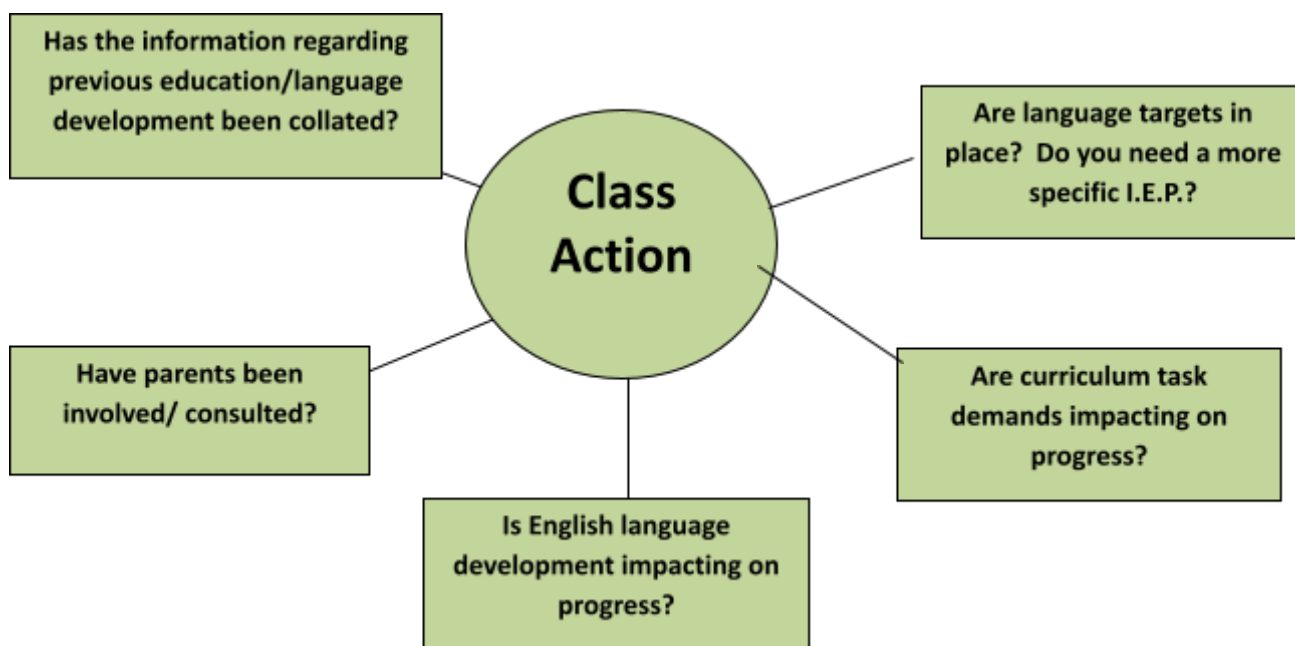 Has the information regarding
previous education/language
development been collated?
Are language targets in
place?  Do you need a more
specific I.E.P.?
Class
Action
Have parents been
involved/ consulted?
Are curriculum task
demands impacting on
progress?
Is English language
development impacting on
progress?